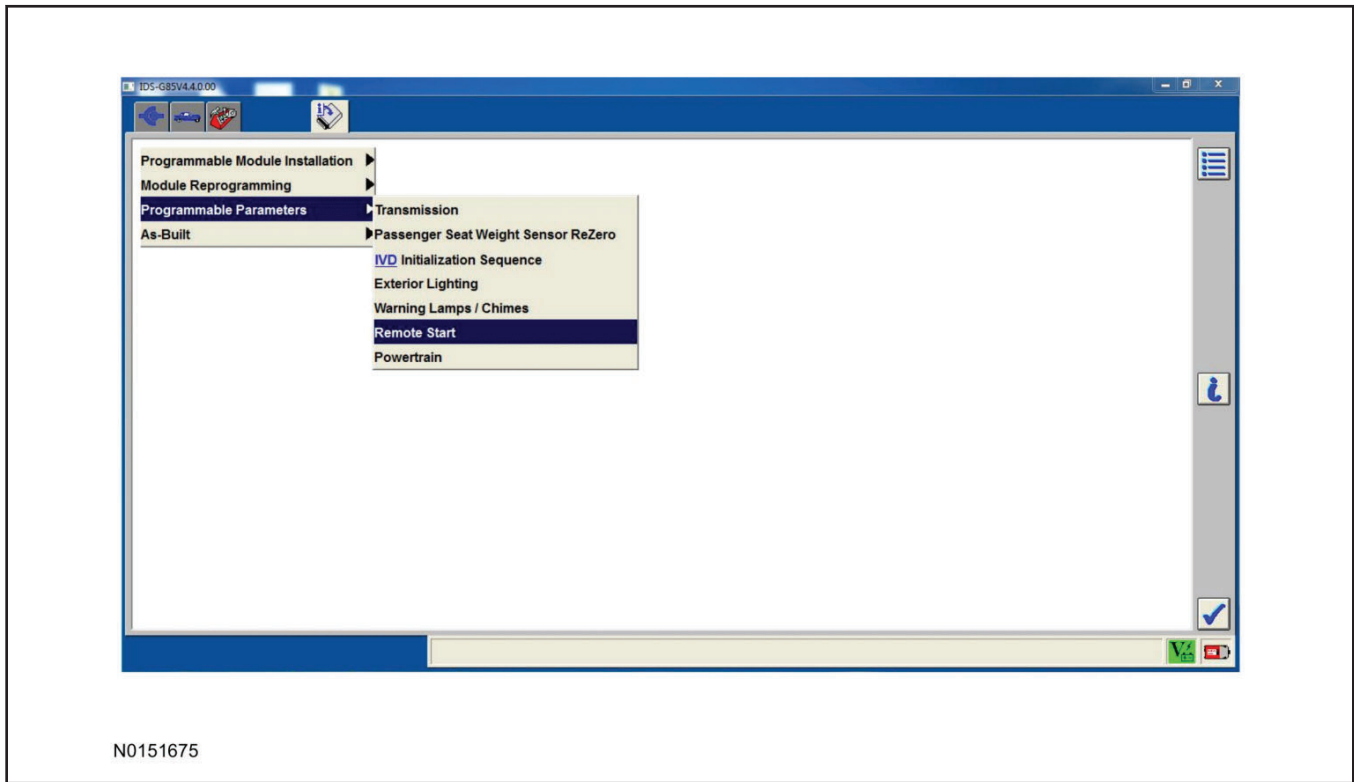 IDS-G85V4.4.0.00
Programmable Module Installation
Module Reprogramming
Programmable Parameters
As-Built
Transmission
Passenger Seat Weight Sensor ReZero
IVD Initialization Sequence
Exterior Lighting
Warning Lamps / Chimes
Remote Start
Powertrain
N0151675